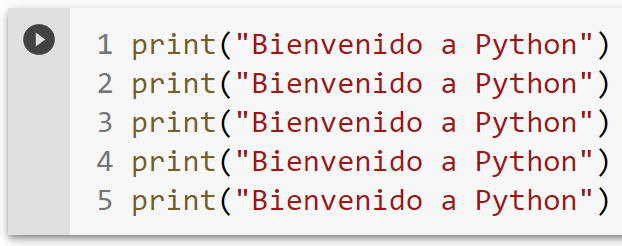 1 print("Bienvenido a Python")
2 print("Bienvenido a Python")
3 print("Bienvenido a Python")
4 print("Bienvenido a Python")
5 print("Bienvenido a Python")